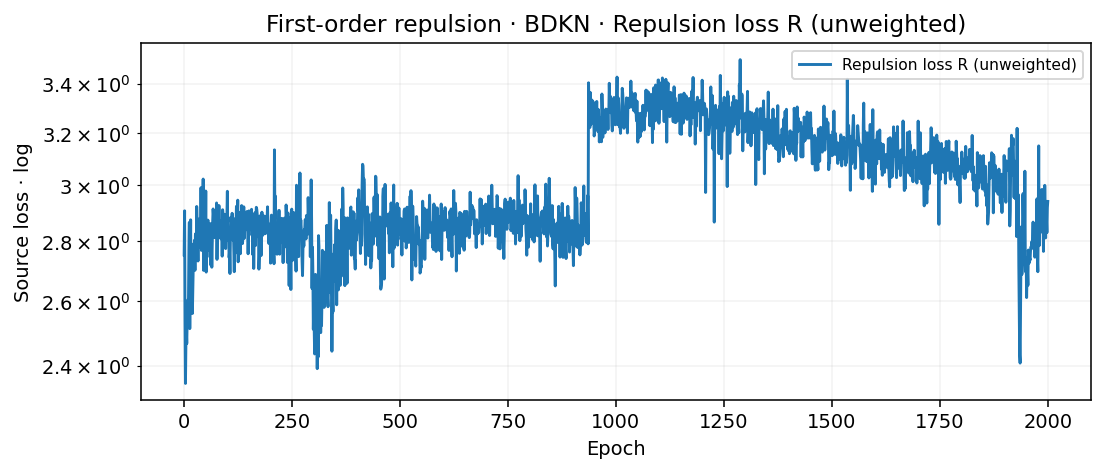 First-order repulsion · BDKN · Repulsion loss R (unweighted)
Repulsion loss R (unweighted)
Source loss · log
3.4 × 10⁰
3.2 × 10⁰
3 × 10⁰
2.8 × 10⁰
2.6 × 10⁰
2.4 × 10⁰
0 250 500 750 1000 1250 1500 1750 2000
Epoch